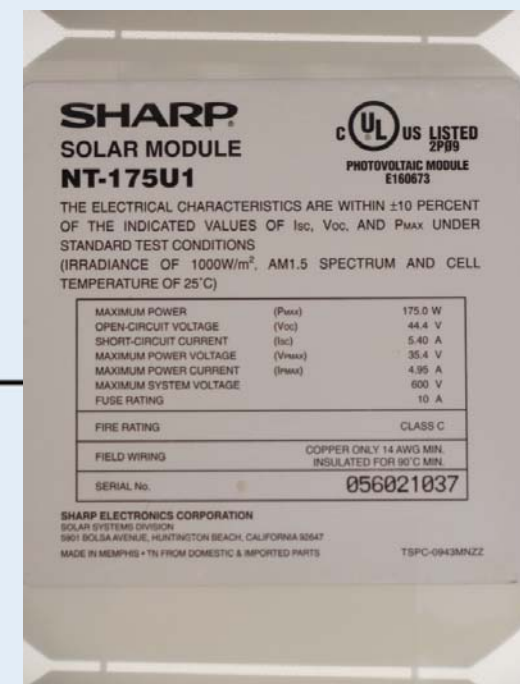 SHARP
SOLAR MODULE
NT-175U1
C UL US LISTED
2PØ9
PHOTOVOLTAIC MODULE
E160673
THE ELECTRICAL CHARACTERISTICS ARE WITHIN ±10 PERCENT
OF THE INDICATED VALUES OF Isc, Voc, AND PMAX UNDER
STANDARD TEST CONDITIONS
(IRRADIANCE OF 1000W/m², AM1.5 SPECTRUM AND CELL
TEMPERATURE OF 25°C)
MAXIMUM POWER (PMAX) 175.0 W
OPEN-CIRCUIT VOLTAGE (Voc) 44.4 V
SHORT-CIRCUIT CURRENT (Isc) 5.40 A
MAXIMUM POWER VOLTAGE (VPMAX) 35.4 V
MAXIMUM POWER CURRENT (IPMAX) 4.95 A
MAXIMUM SYSTEM VOLTAGE 600 V
FUSE RATING 10 A
FIRE RATING CLASS C
FIELD WIRING COPPER ONLY 14 AWG MIN.
INSULATED FOR 90°C MIN.
SERIAL No. 056021037
SHARP ELECTRONICS CORPORATION
SOLAR SYSTEMS DIVISION
5901 BOLSA AVENUE, HUNTINGTON BEACH, CALIFORNIA 92647
MADE IN MEMPHIS • TN FROM DOMESTIC & IMPORTED PARTS TSPC-0943MNZZ